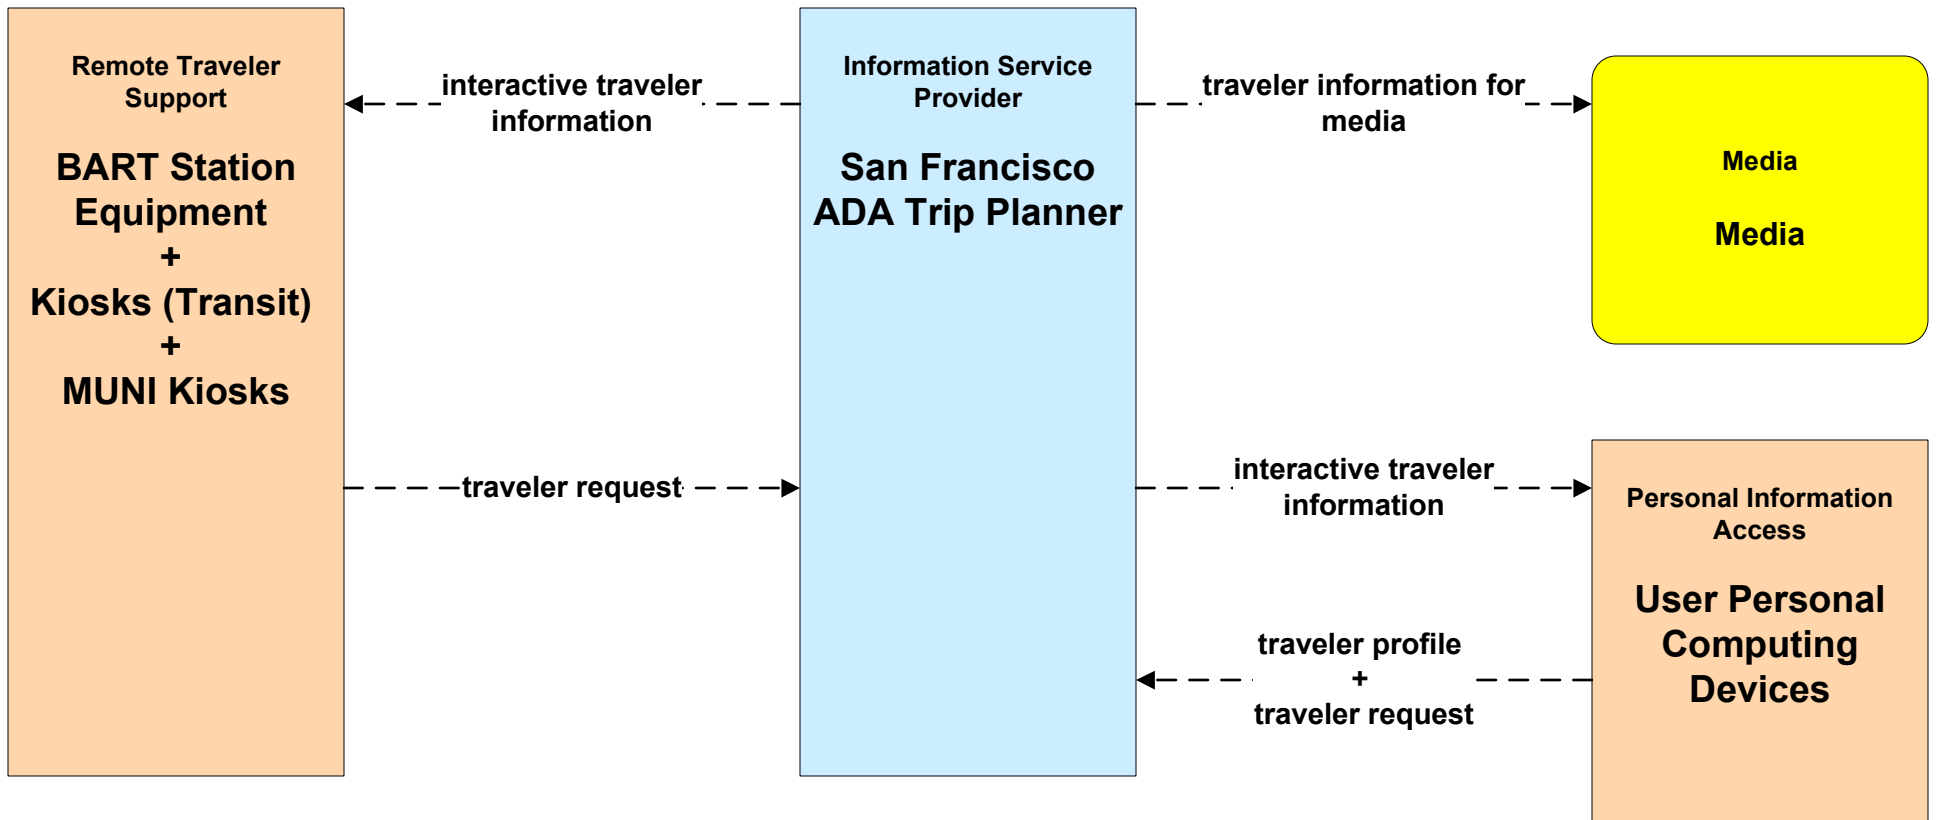 Remote Traveler
Support
BART Station
Equipment
+
Kiosks (Transit)
+
MUNI Kiosks
interactive traveler
information
traveler request
Information Service
Provider
San Francisco
ADA Trip Planner
traveler information for
media
Media
Media
interactive traveler
information
traveler profile
+
traveler request
Personal Information
Access
User Personal
Computing
Devices